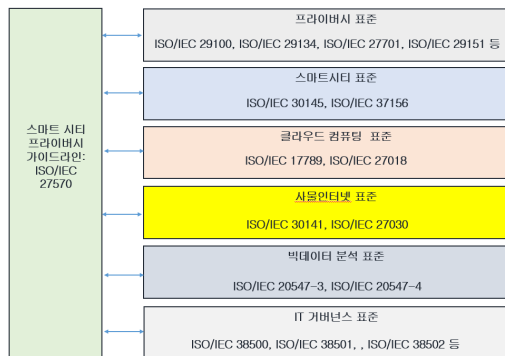 스마트 시티
프라이버시
가이드라인:
ISO/IEC
27570
프라이버시 표준
ISO/IEC 29100, ISO/IEC 29134, ISO/IEC 27701, ISO/IEC 29151 등
스마트시티 표준
ISO/IEC 30145, ISO/IEC 37156
클라우드 컴퓨팅 표준
ISO/IEC 17789, ISO/IEC 27018
사물인터넷 표준
ISO/IEC 30141, ISO/IEC 27030
빅데이터 분석 표준
ISO/IEC 20547-3, ISO/IEC 20547-4
IT 거버넌스 표준
ISO/IEC 38500, ISO/IEC 38501, , ISO/IEC 38502 등